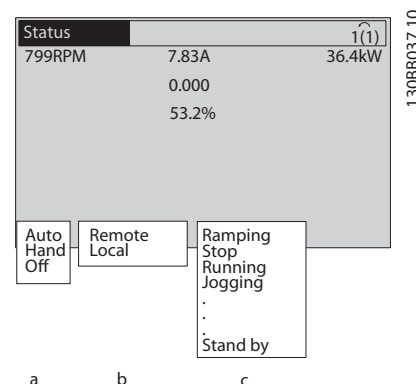 Status 1(1)
799RPM 7.83A 36.4kW
0.000
53.2%
Auto
Hand
Off
Remote
Local
Ramping
Stop
Running
Jogging
.
.
.
Stand by
a b c
130BB037.10